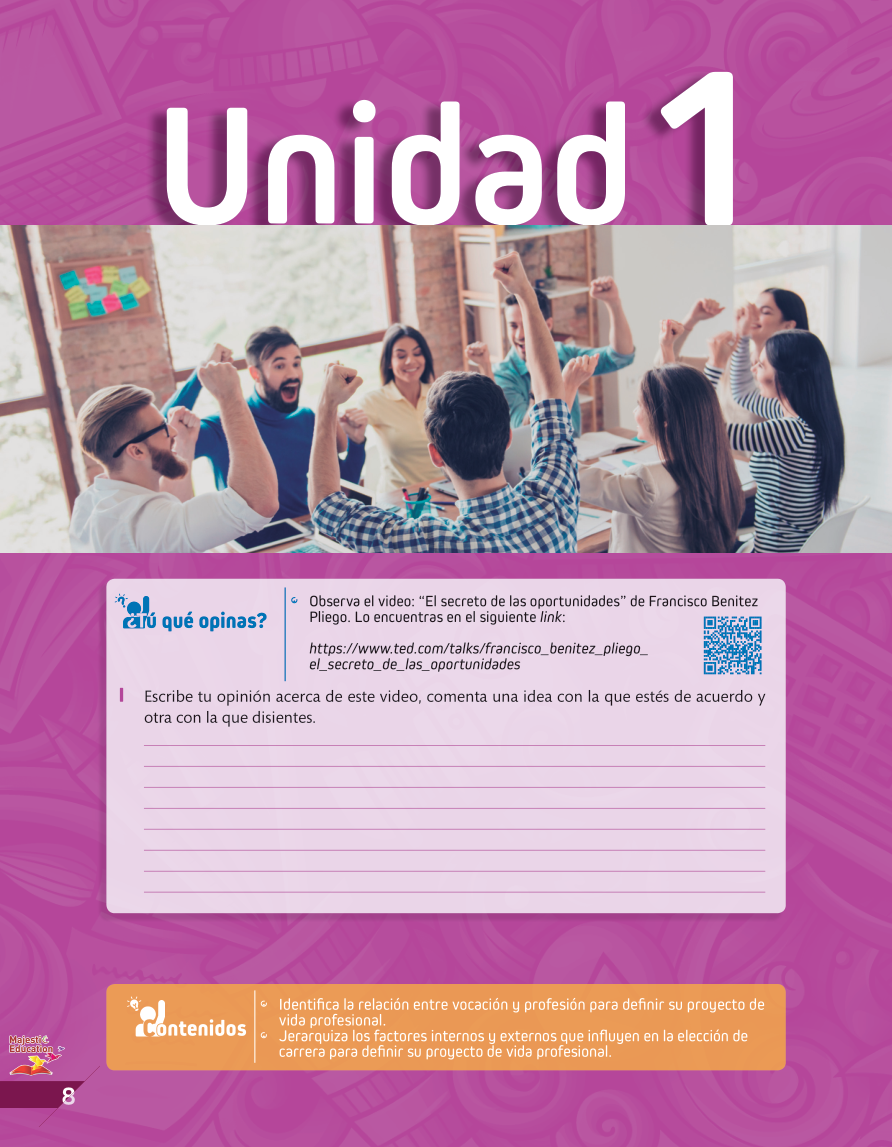 Unidad 1
¿Tú qué opinas?
Observa el video: “El secreto de las oportunidades” de Francisco Benitez
Pliego. Lo encuentras en el siguiente link:
https://www.ted.com/talks/francisco_benitez_pliego_
el_secreto_de_las_oportunidades
Escribe tu opinión acerca de este video, comenta una idea con la que estés de acuerdo y
otra con la que disientes.
Contenidos
Identifica la relación entre vocación y profesión para definir su proyecto de
vida profesional.
Jerarquiza los factores internos y externos que influyen en la elección de
carrera para definir su proyecto de vida profesional.
Majestic
Education
8